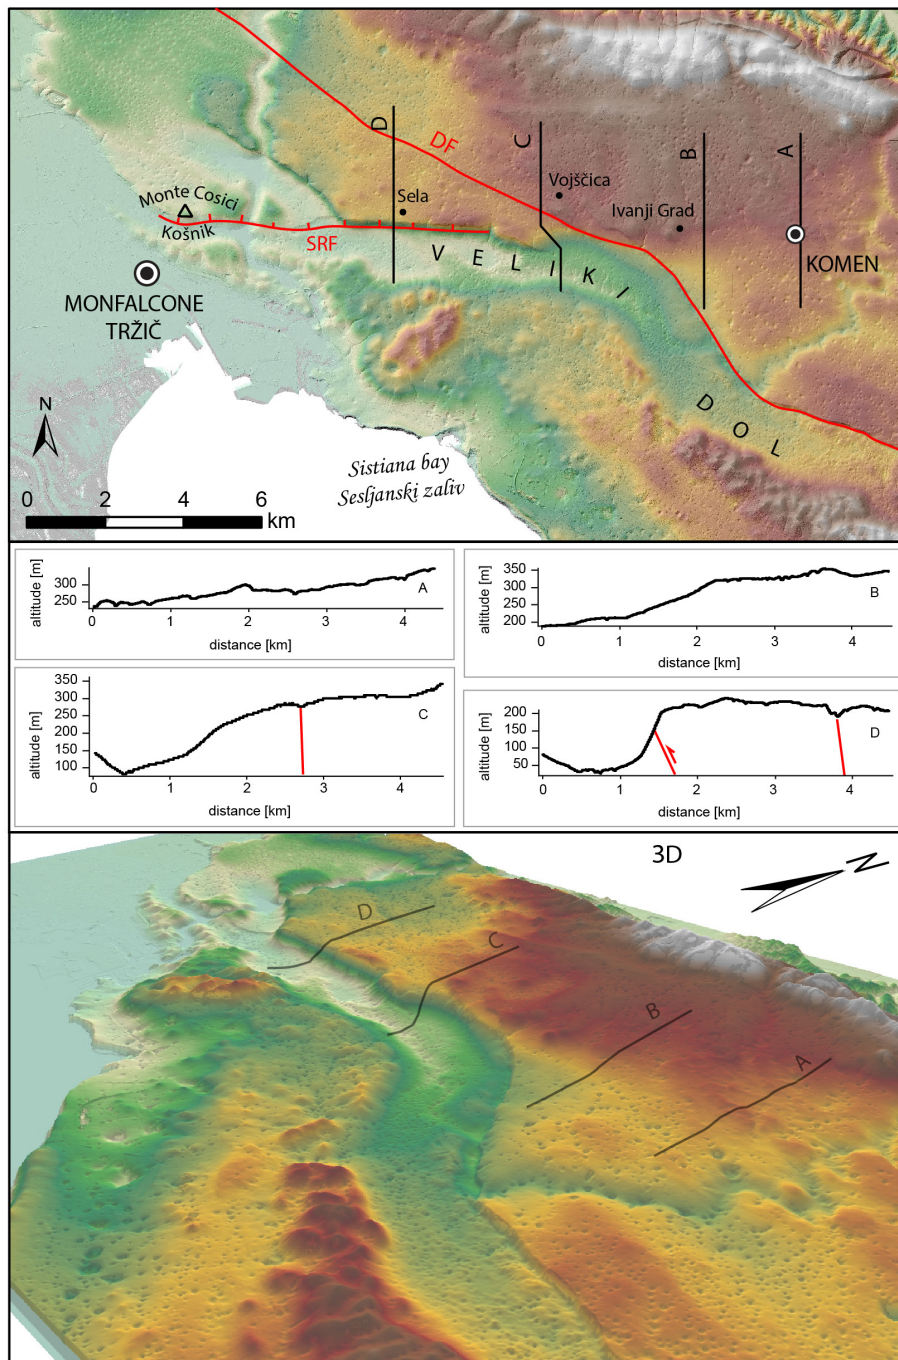 D
DF
C
B
A
Monte Cosici
Sela
Vojščica
Ivanji Grad
Košnik
SRF
VELIKI
KOMEN
MONFALCONE
TRŽIČ
DOL
N
Sistiana bay
Sesljanski zaliv
0 2 4 6
km
altitude [m]
300
250
A
0 1 2 3 4
distance [km]
altitude [m]
350
300
250
200
B
0 1 2 3 4
distance [km]
altitude [m]
350
300
250
200
150
100
C
0 1 2 3 4
distance [km]
altitude [m]
200
150
100
50
D
0 1 2 3 4
distance [km]
3D
N
D
C
B
A